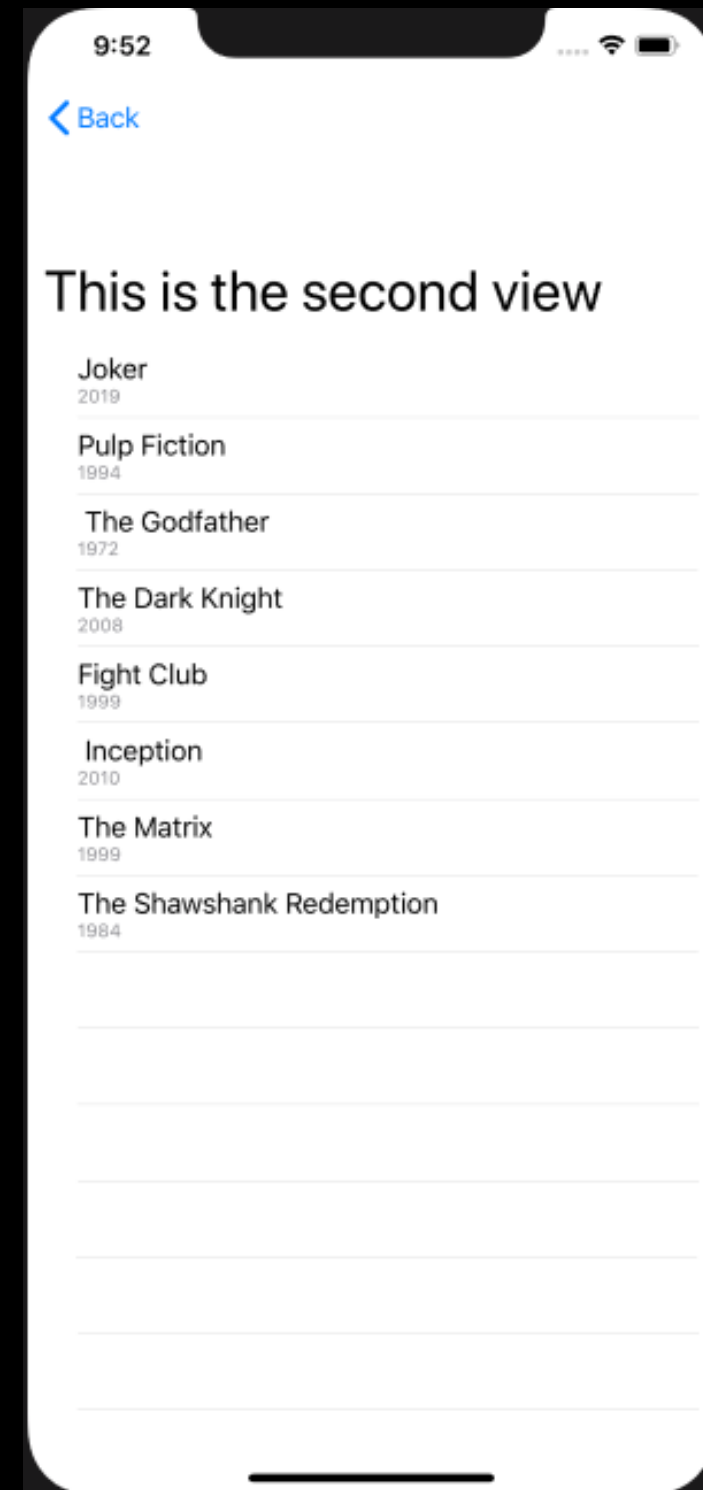 9:52
Back
This is the second view
Joker
2019
Pulp Fiction
1994
The Godfather
1972
The Dark Knight
2008
Fight Club
1999
Inception
2010
The Matrix
1999
The Shawshank Redemption
1984